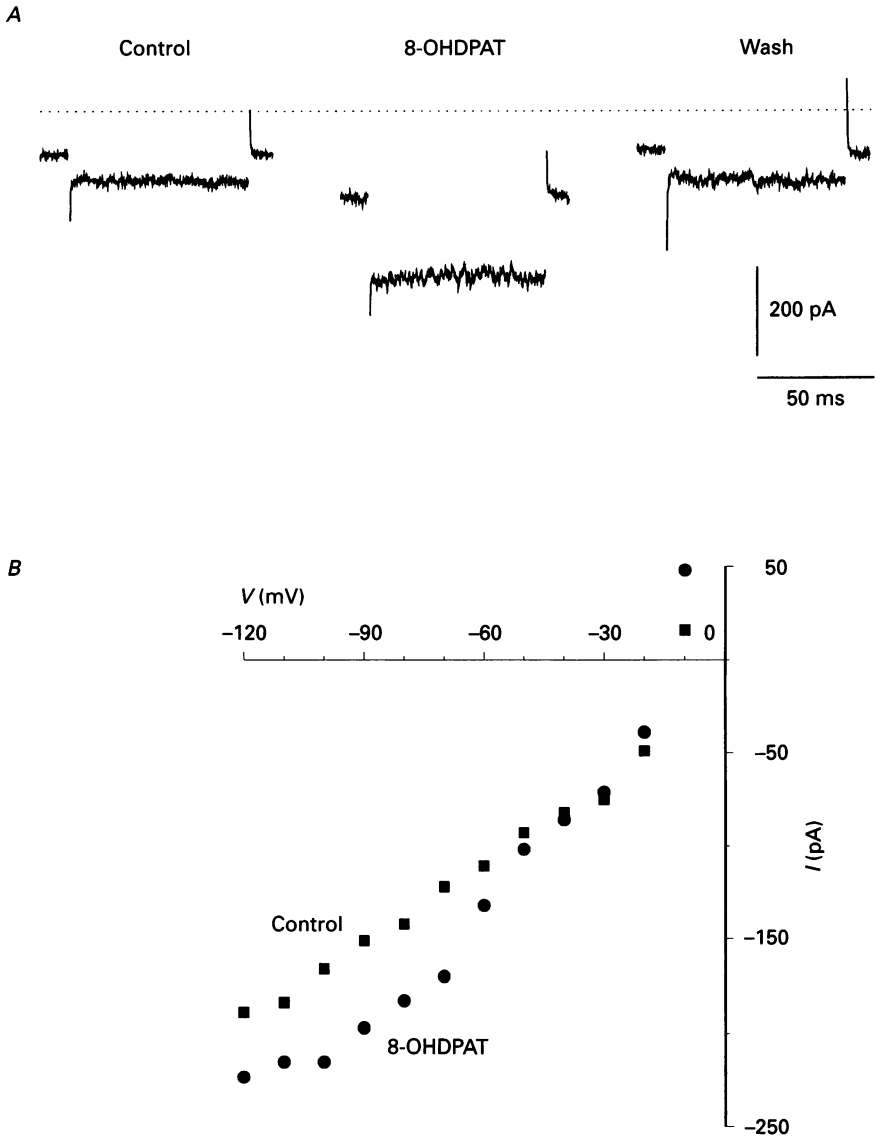 A
Control 8-OHDPAT Wash
200 pA
50 ms
B
50
V (mV)
−120 −90 −60 −30 0
−50
I (pA)
Control
−150
8-OHDPAT
−250